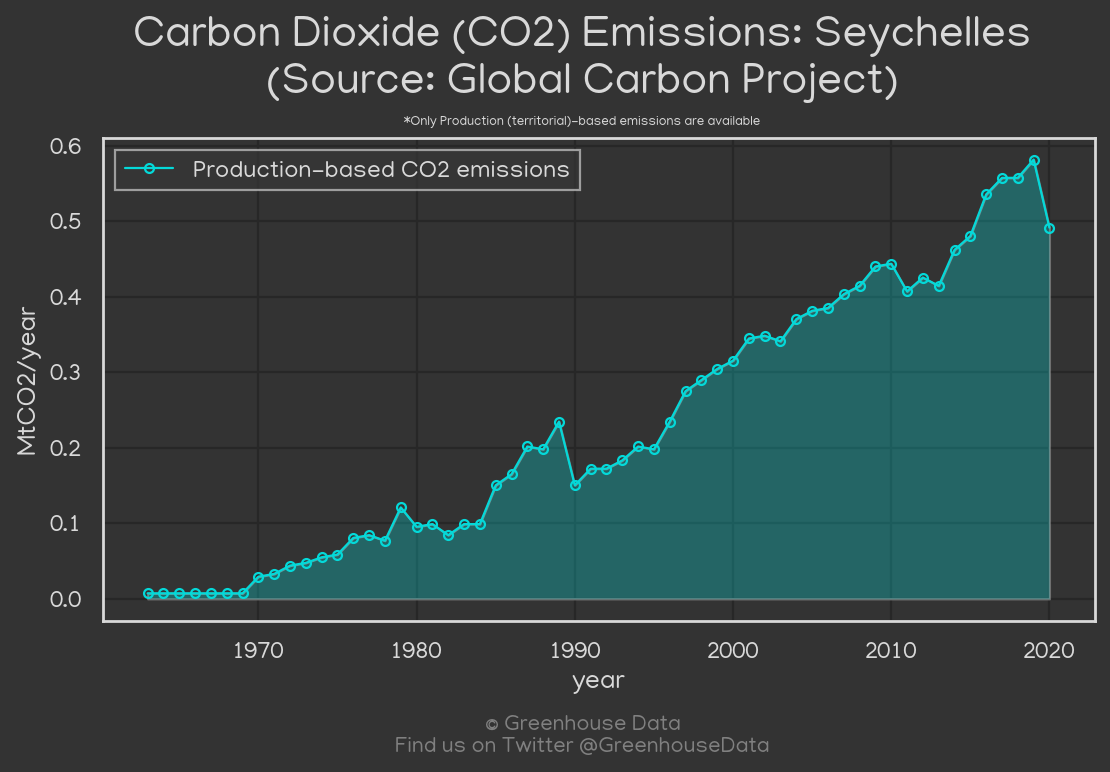 Carbon Dioxide (CO2) Emissions: Seychelles
(Source: Global Carbon Project)
*Only Production (territorial)-based emissions are available
Production-based CO2 emissions
0.6
0.5
0.4
0.3
0.2
0.1
0.0
MtCO2/year
1970 1980 1990 2000 2010 2020
year
© Greenhouse Data
Find us on Twitter @GreenhouseData